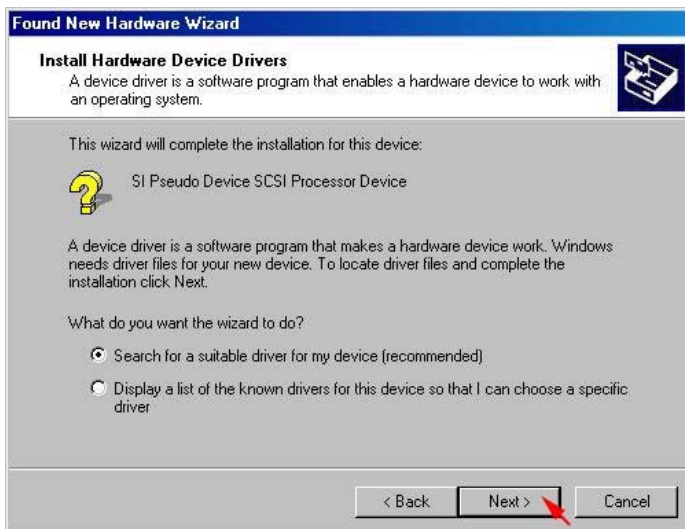 Found New Hardware Wizard
Install Hardware Device Drivers
A device driver is a software program that enables a hardware device to work with
an operating system.
This wizard will complete the installation for this device:
SI Pseudo Device SCSI Processor Device
A device driver is a software program that makes a hardware device work. Windows
needs driver files for your new device. To locate driver files and complete the
installation click Next.
What do you want the wizard to do?
Search for a suitable driver for my device (recommended)
Display a list of the known drivers for this device so that I can choose a specific
driver
< Back Next > Cancel